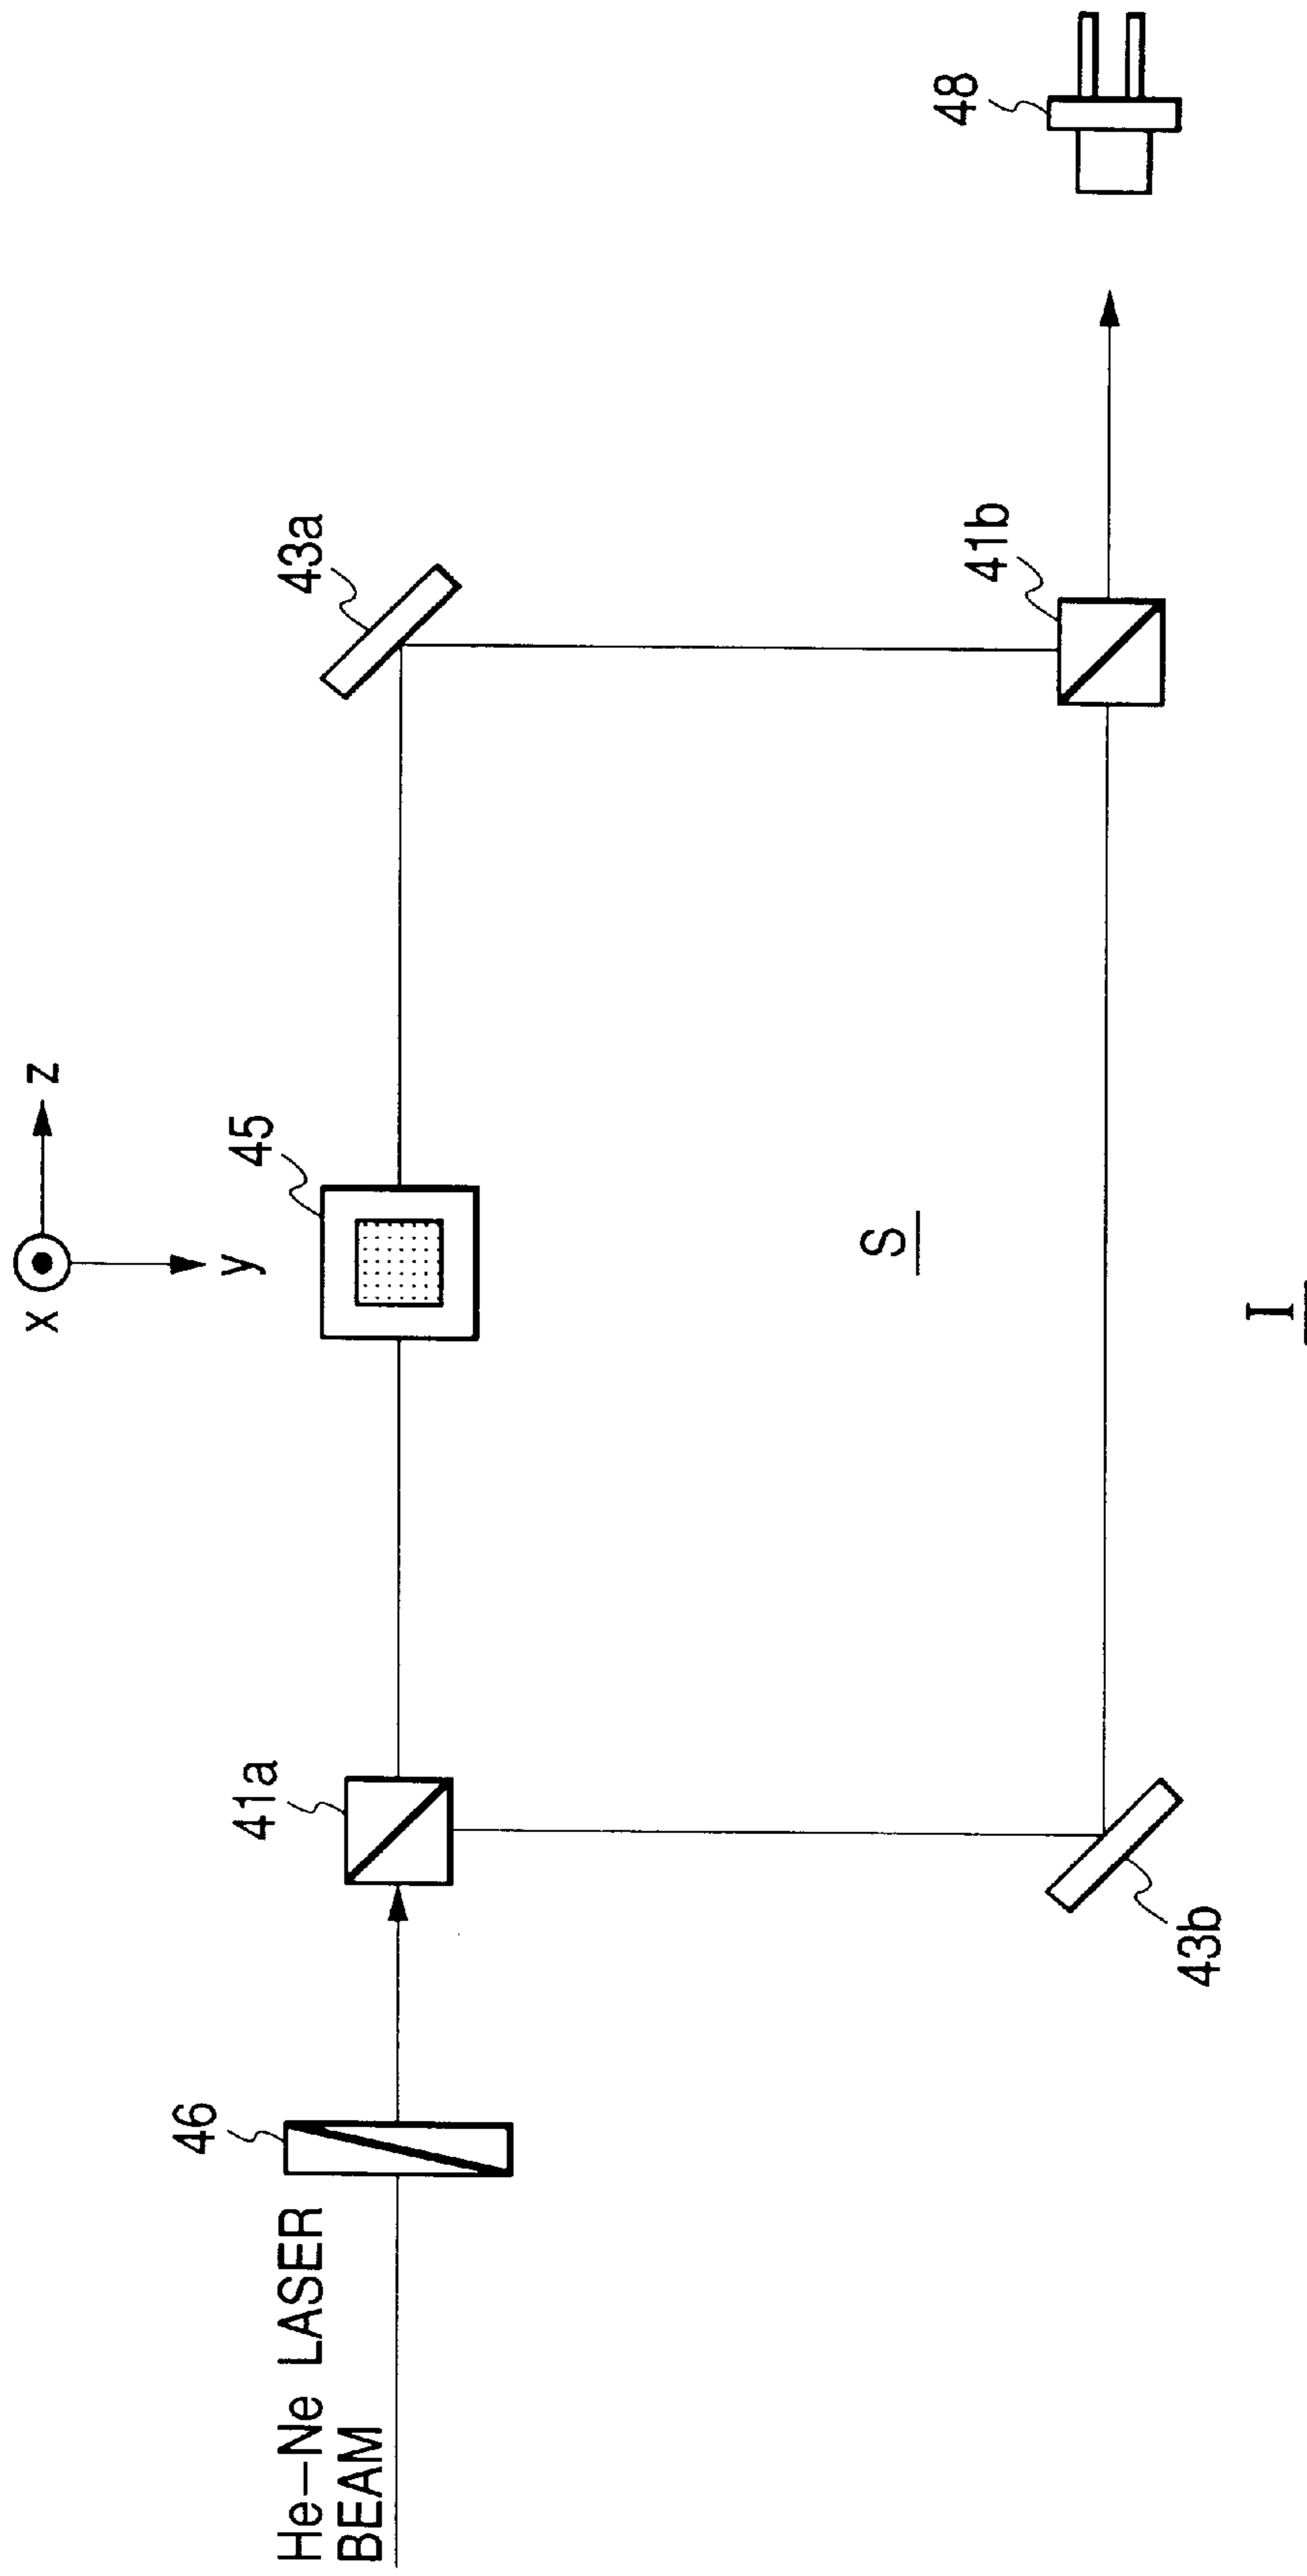 x
z
y
46
He–Ne LASER
BEAM
41a
45
43a
S
48
41b
43b
I